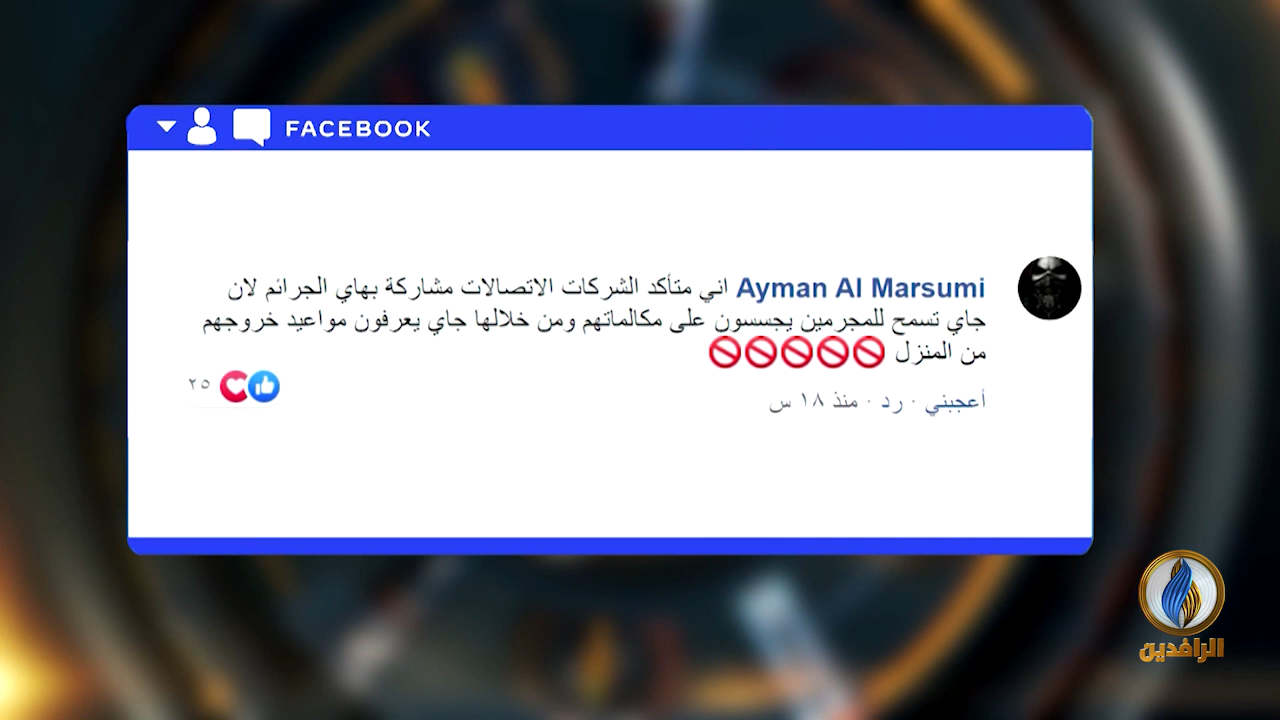 FACEBOOK
Ayman Al Marsumi اني متأكد الشركات الاتصالات مشاركة بهاي الجرائم لان
جاي تسمح للمجرمين يجسسون على مكالماتهم ومن خلالها جاي يعرفون مواعيد خروجهم
من المنزل 🚫🚫🚫🚫🚫
أعجبني · رد · منذ ١٨ س
٢٥
الرافدين